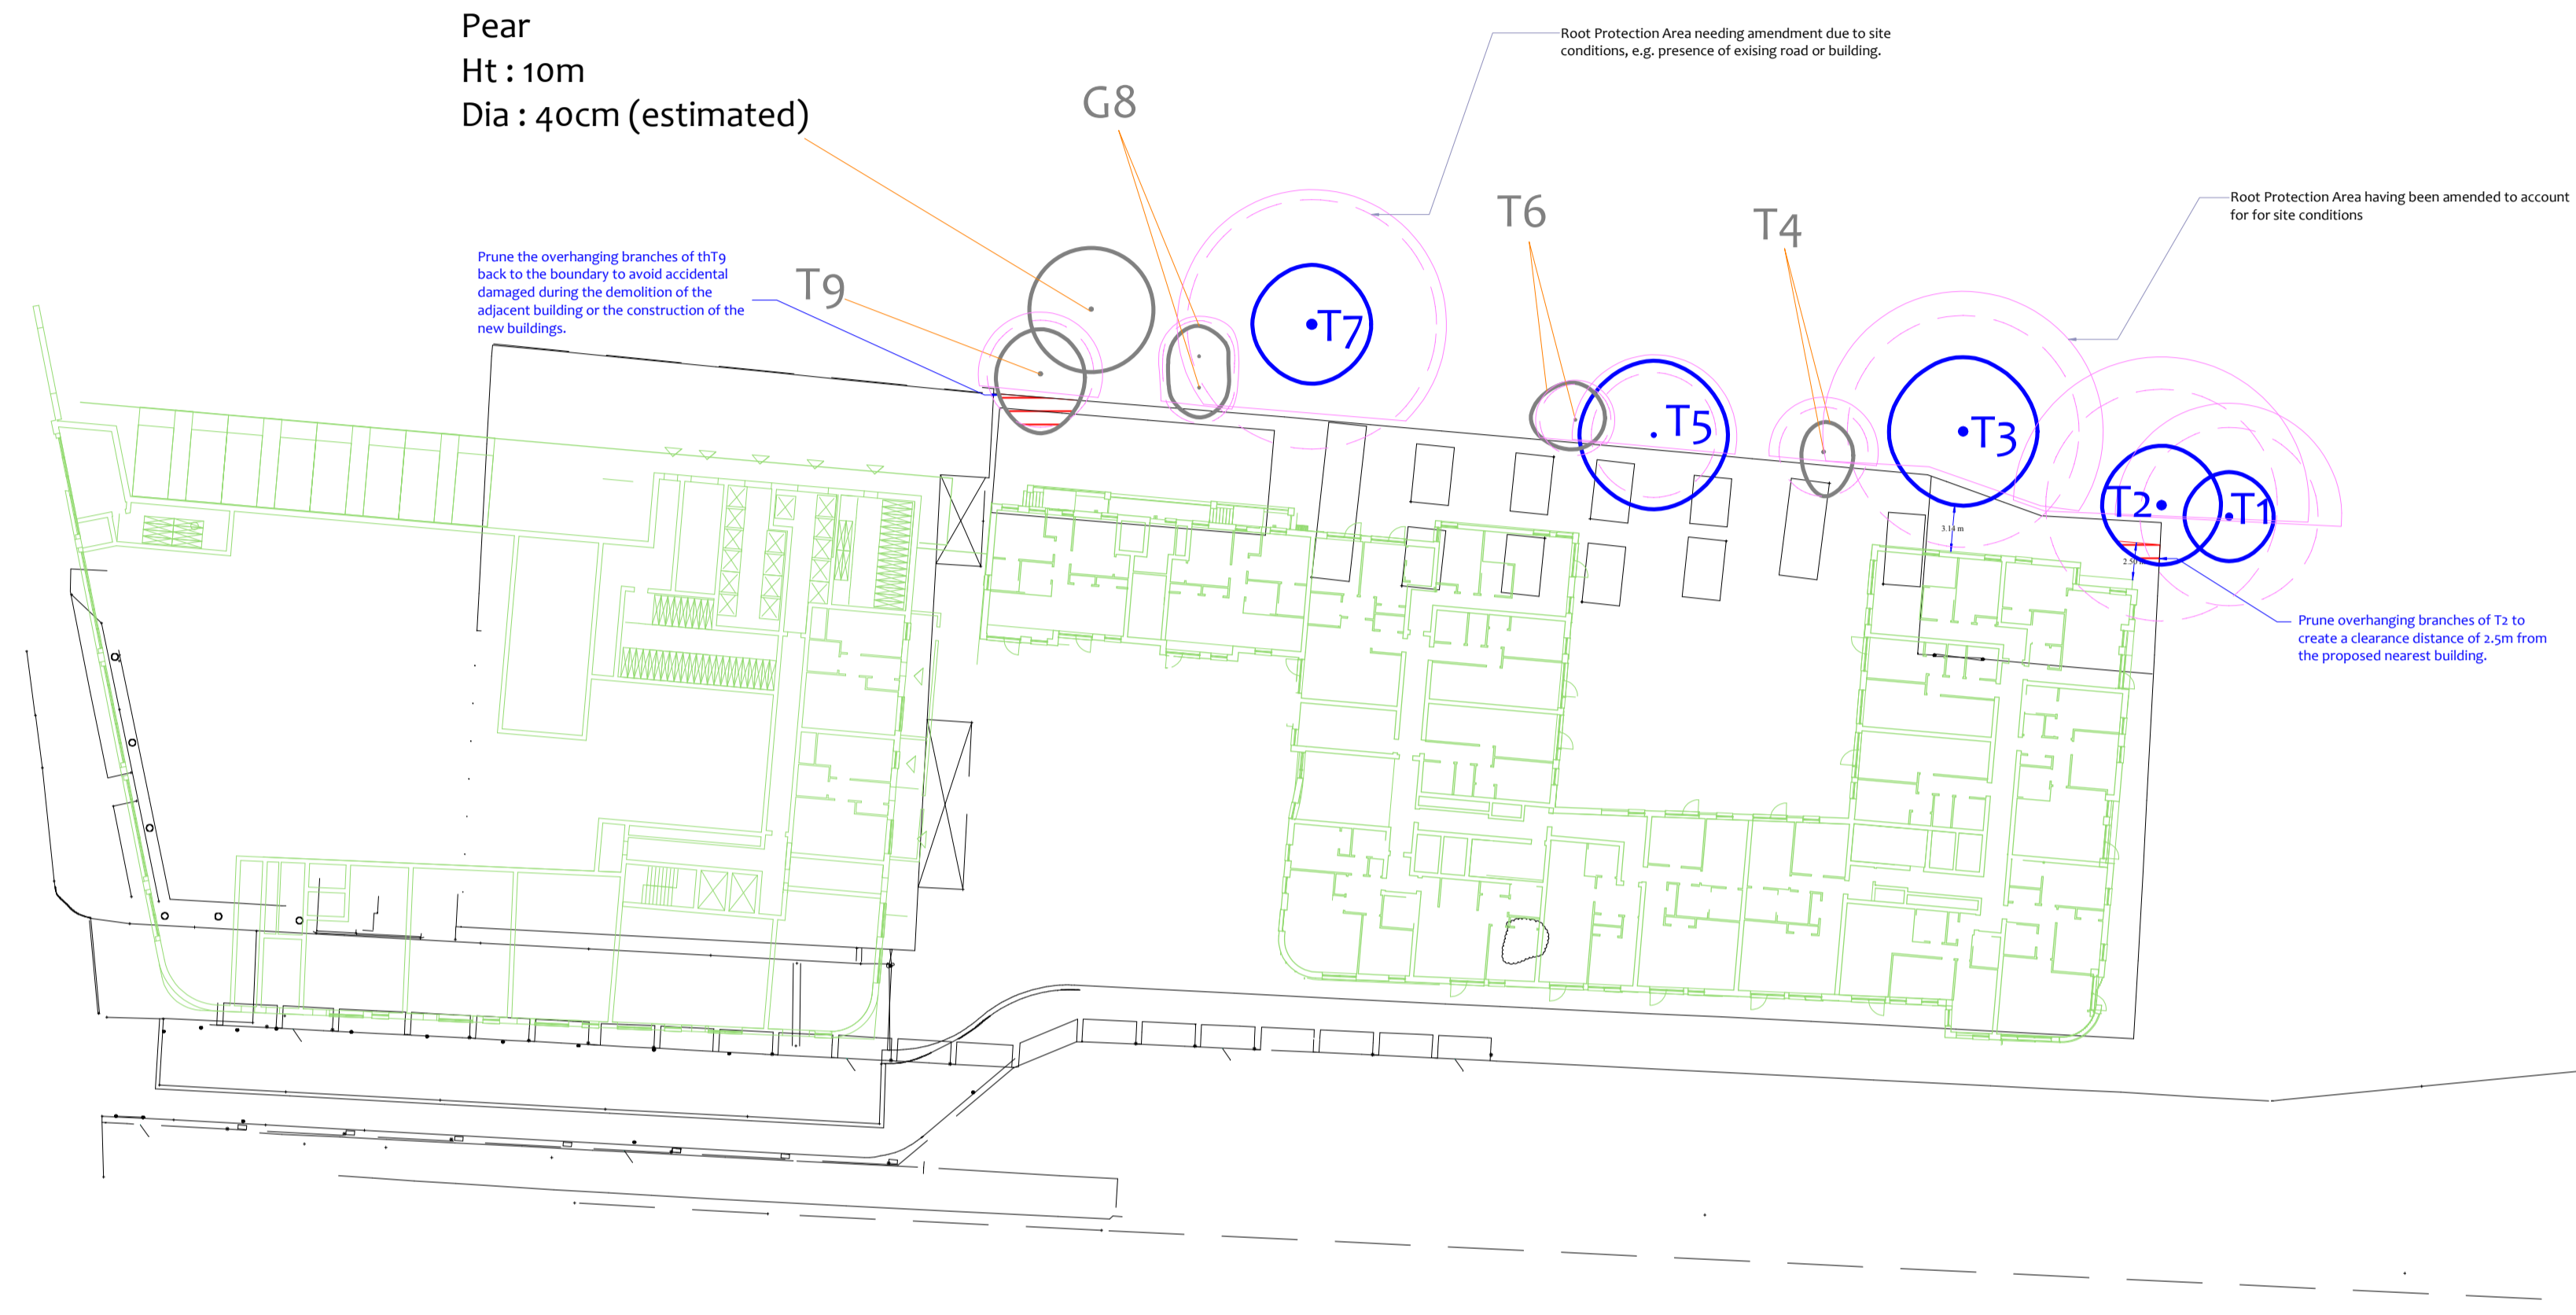 Pear
Ht : 10m
Dia : 40cm (estimated)
G8
Root Protection Area needing amendment due to site
conditions, e.g. presence of exising road or building.
T6
T4
Root Protection Area having been amended to account
for for site conditions
Prune the overhanging branches of thT9
back to the boundary to avoid accidental
damaged during the demolition of the
adjacent building or the construction of the
new buildings.
T9
T7
T5
T3
T2
T1
3.14 m
Prune overhanging branches of T2 to
create a clearance distance of 2.5m from
the proposed nearest building.